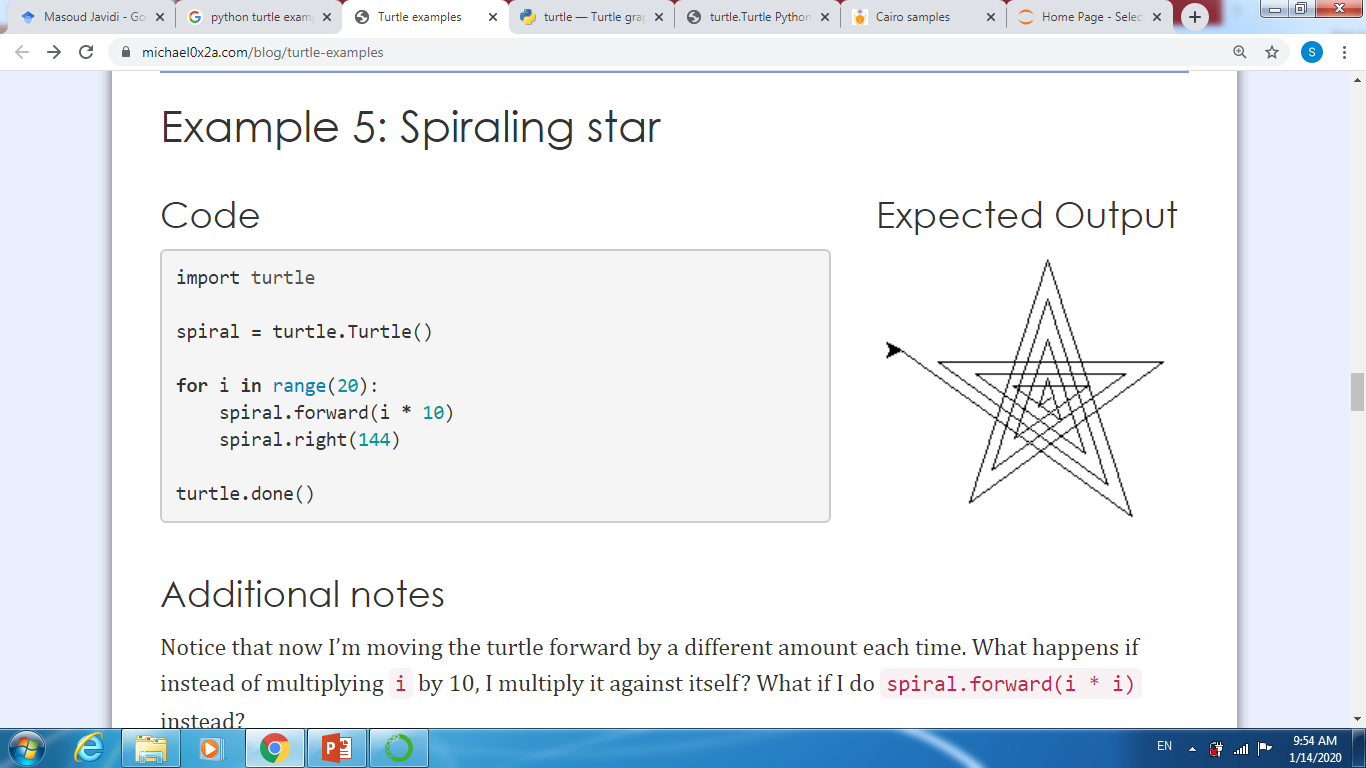 Masoud Javidi - Go
python turtle exam
Turtle examples
turtle — Turtle gra
turtle.Turtle Python
Cairo samples
Home Page - Selec
michael0x2a.com/blog/turtle-examples
S
Example 5: Spiraling star
Code
Expected Output
import turtle
spiral = turtle.Turtle()
for i in range(20):
    spiral.forward(i * 10)
    spiral.right(144)
turtle.done()
Additional notes
Notice that now I’m moving the turtle forward by a different amount each time. What happens if
instead of multiplying i by 10, I multiply it against itself? What if I do spiral.forward(i * i)
instead?
EN
9:54 AM
1/14/2020